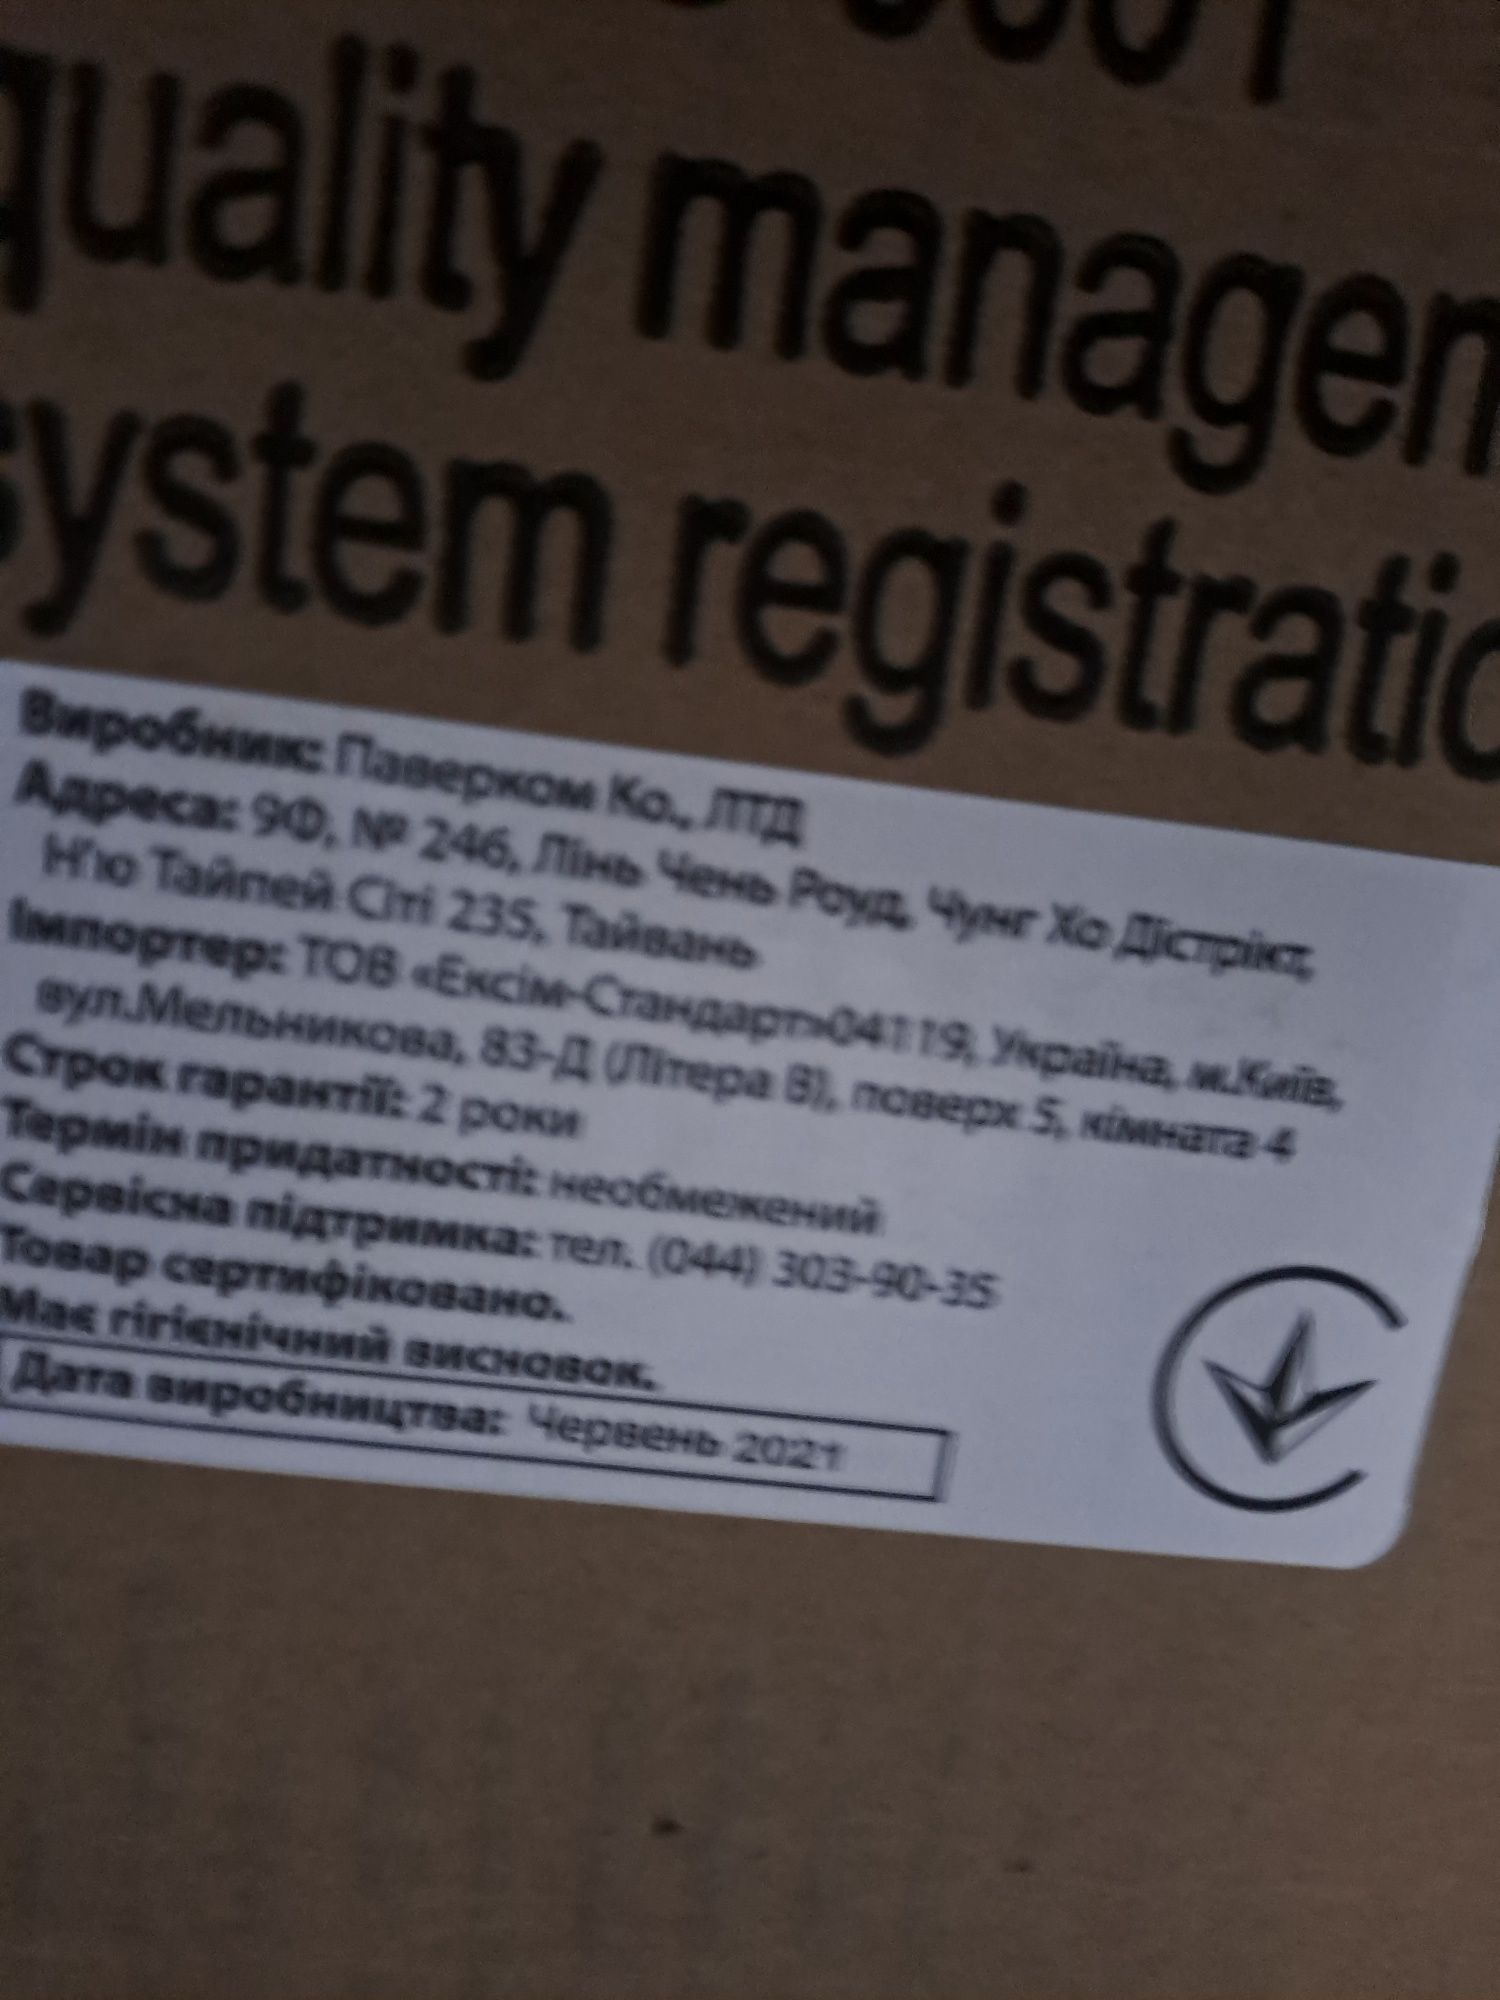 9001
quality managem
system registratio
Виробник: Паверком Ко., ЛТД
Адреса: 9Ф, № 246, Лінь Чень Роуд, Чунг Хо Дістрікт,
Н'ю Тайпей Сіті 235, Тайвань
Імпортер: ТОВ «Ексім-Стандарт»04119, Україна, м.Київ,
вул.Мельникова, 83-Д (Літера В), поверх 5, кімната 4
Строк гарантії: 2 роки
Термін придатності: необмежений
Сервісна підтримка: тел. (044) 303-90-35
Товар сертифіковано.
Має гігієнічний висновок.
Дата виробництва: Червень 2021